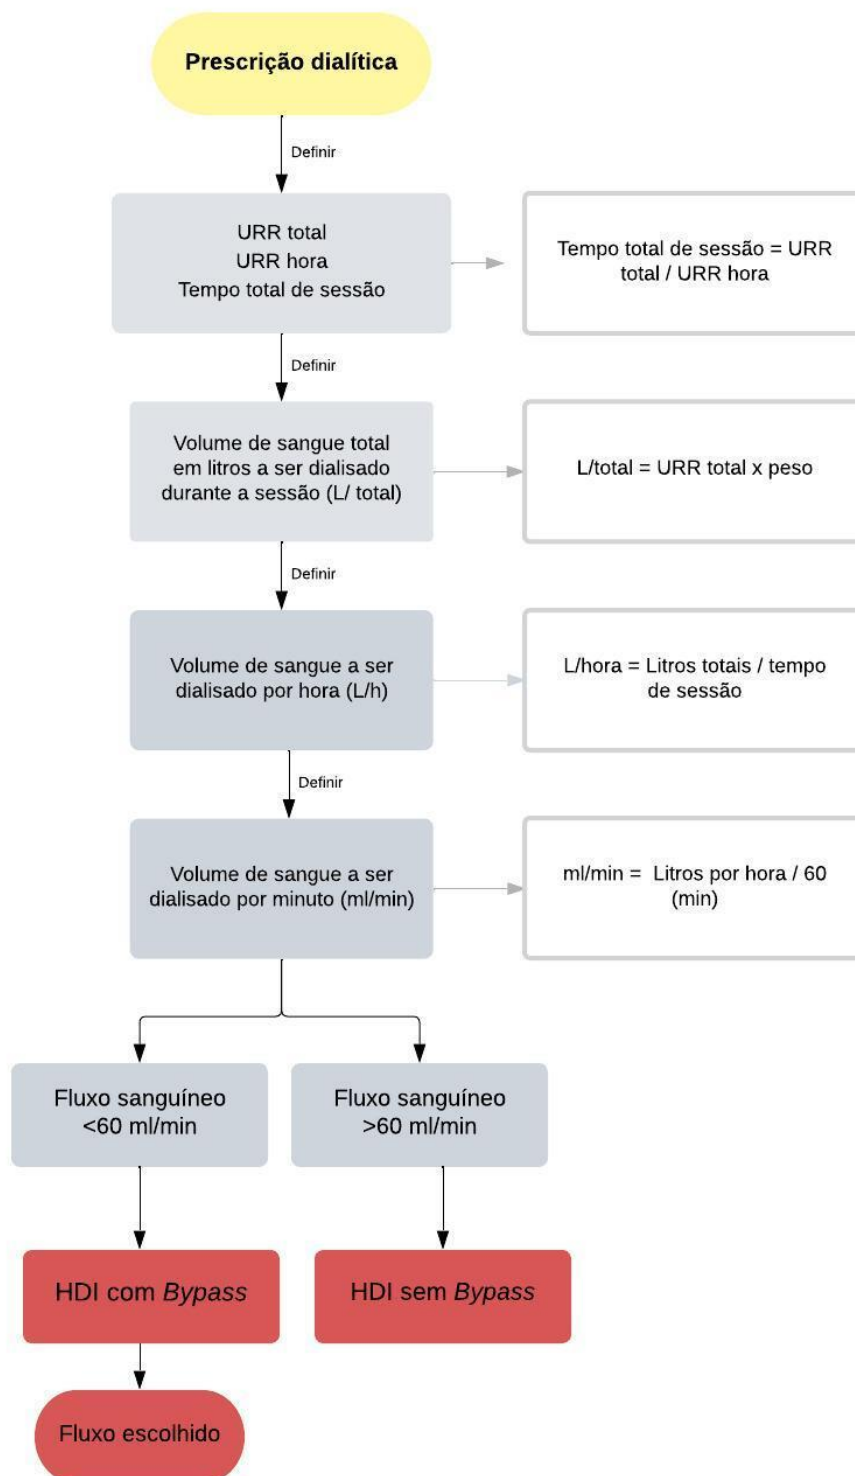 Prescrição dialítica
Definir
URR total
URR hora
Tempo total de sessão
Tempo total de sessão = URR
total / URR hora
Definir
Volume de sangue total
em litros a ser dialisado
durante a sessão (L/ total)
L/total = URR total x peso
Definir
Volume de sangue a ser
dialisado por hora (L/h)
L/hora = Litros totais / tempo
de sessão
Definir
Volume de sangue a ser
dialisado por minuto (ml/min)
ml/min = Litros por hora / 60
(min)
Fluxo sanguíneo
<60 ml/min
Fluxo sanguíneo
>60 ml/min
HDI com Bypass
HDI sem Bypass
Fluxo escolhido